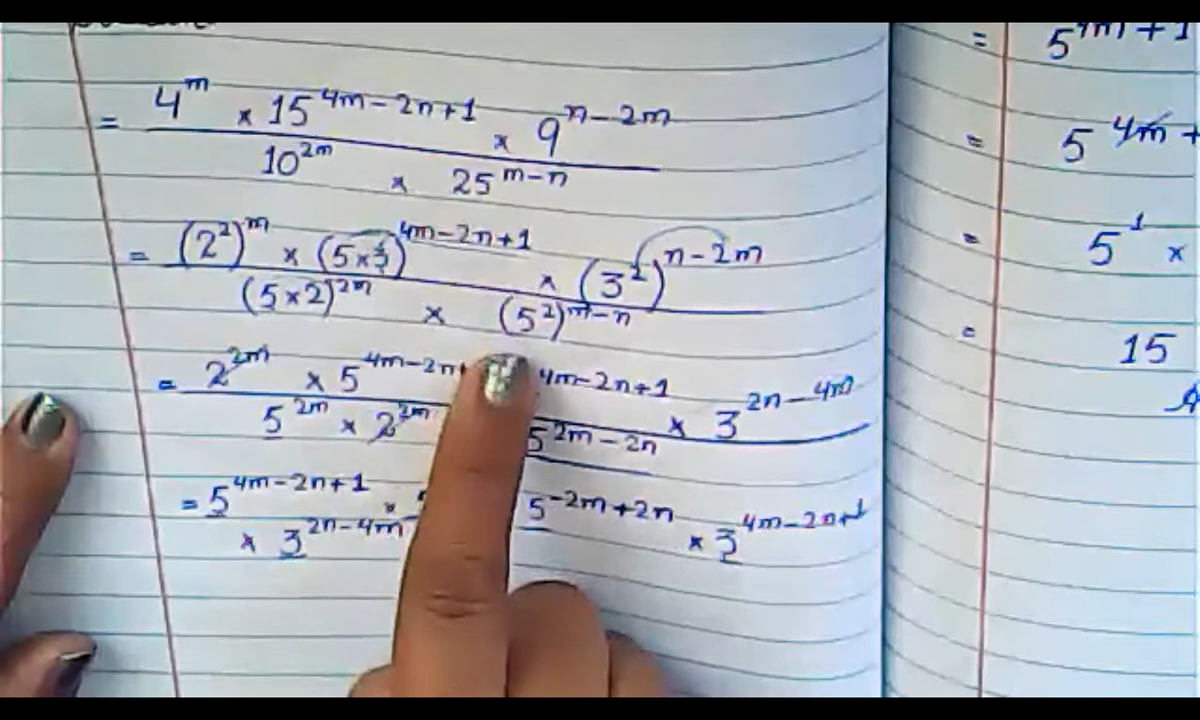 = 4^m × 15^{4m-2n+1} × 9^{n-2m}
10^{2m} × 25^{m-n}
= (2^2)^m × (5×3)^{4m-2n+1} × (3^2)^{n-2m}
(5×2)^{2m} × (5^2)^{m-n}
= 2^{2m} × 5^{4m-2n+ 4m-2n+1} × 3^{2n-4m}
5^{2m} × 2^{2m} 5^{2m-2n}
= 5^{4m-2n+1} × 5^{-2m+2n} × 3^{4m-2n+1}
× 3^{2n-4m}
= 5^{4m+1}
= 5^{4m+}
= 5^1 ×
= 15